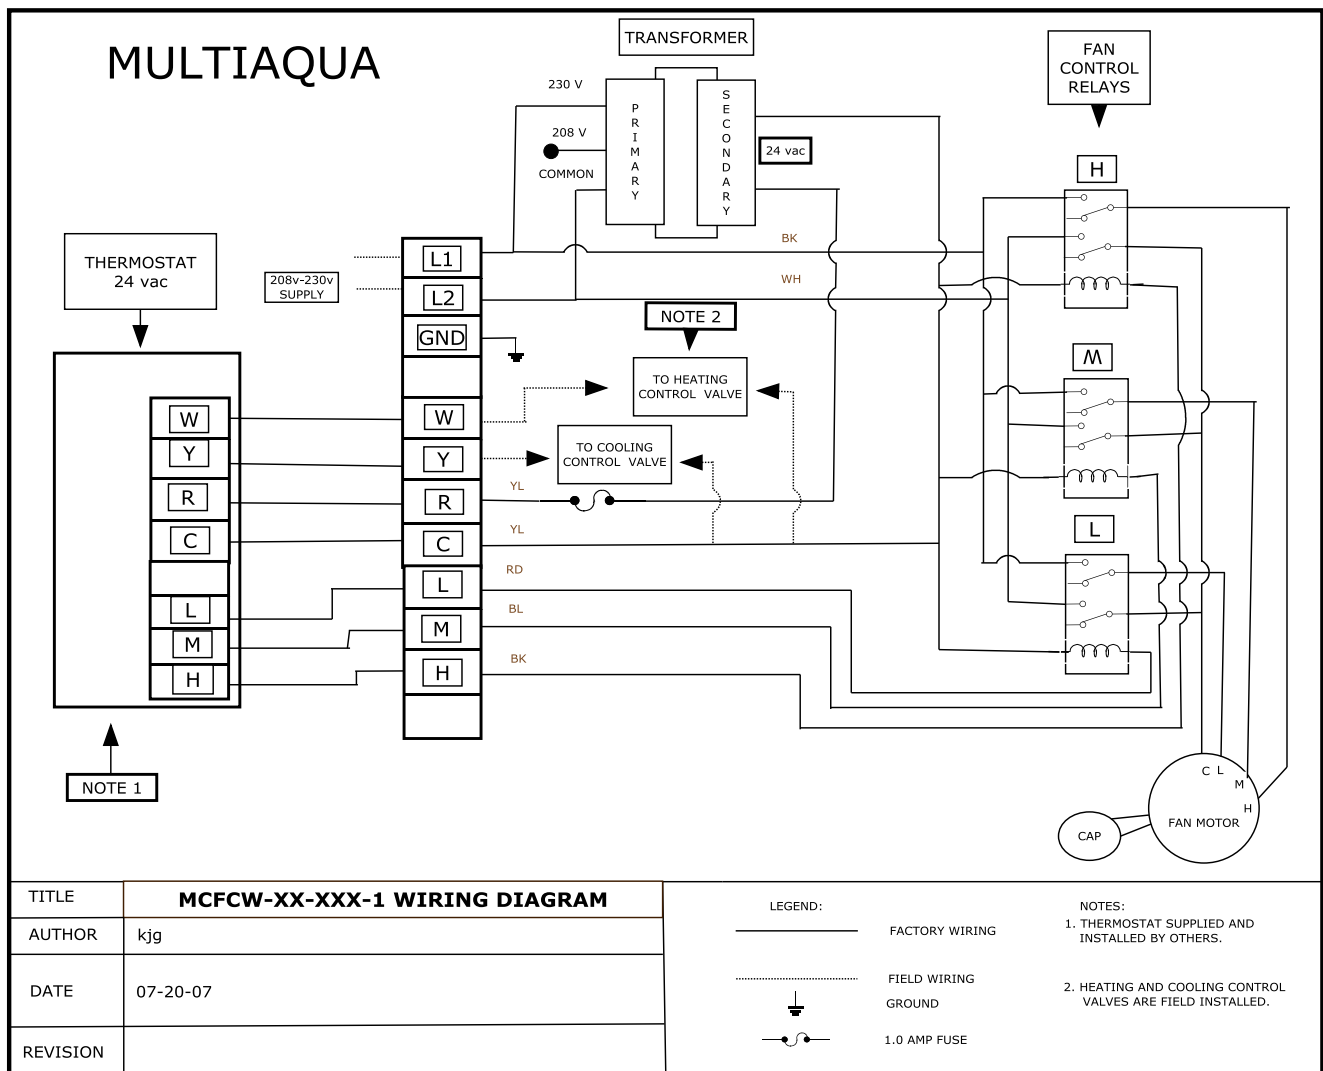 MULTIAQUA
TRANSFORMER
FAN
CONTROL
RELAYS
230 V
208 V
COMMON
PRIMARY
SECONDARY
24 vac
H
THERMOSTAT
24 vac
208v-230v
SUPPLY
L1
L2
GND
BK
WH
NOTE 2
TO HEATING
CONTROL VALVE
TO COOLING
CONTROL VALVE
M
L
W
Y
R
C
L
M
H
W
Y
R
C
L
M
H
YL
YL
RD
BL
BK
NOTE 1
C L
M
H
FAN MOTOR
CAP
TITLE
MCFCW-XX-XXX-1 WIRING DIAGRAM
AUTHOR
kjg
DATE
07-20-07
REVISION
LEGEND:
FACTORY WIRING
FIELD WIRING
GROUND
1.0 AMP FUSE
NOTES:
1. THERMOSTAT SUPPLIED AND
INSTALLED BY OTHERS.
2. HEATING AND COOLING CONTROL
VALVES ARE FIELD INSTALLED.